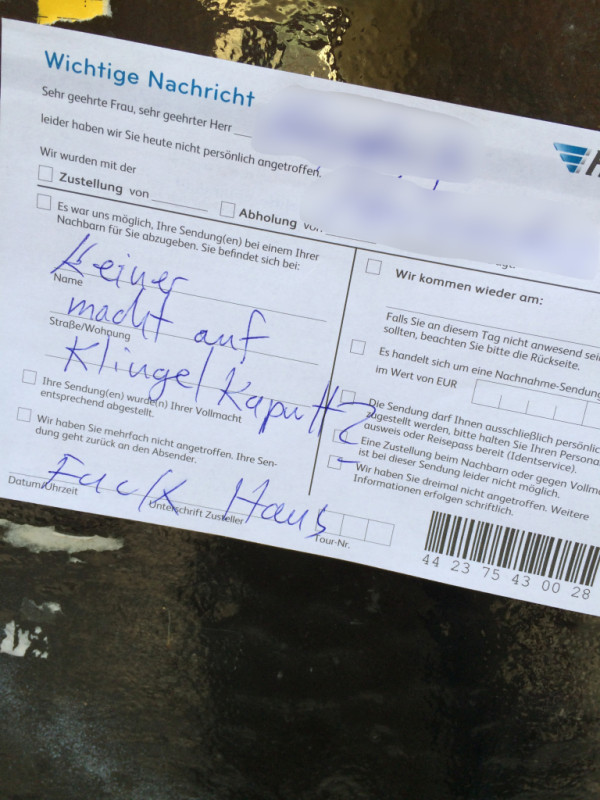 Wichtige Nachricht
Sehr geehrte Frau, sehr geehrter Herr
leider haben wir Sie heute nicht persönlich angetroffen.
Wir wurden mit der
Zustellung von
Abholung
Es war uns möglich, Ihre Sendung(en) bei einem Ihrer
Nachbarn für Sie abzugeben. Sie befindet sich bei:
Keiner
Name
macht auf
Straße/Wohnung
Klingel Kaputt?
Ihre Sendung(en) wurde(n) Ihrer Vollmacht
entsprechend abgestellt.
Wir haben Sie mehrfach nicht angetroffen. Ihre Sen-
dung geht zurück an den Absender.
Fuck Haus
Datum/Uhrzeit
Unterschrift Zusteller
Tour-Nr.
H
Wir kommen wieder am:
Falls Sie an diesem Tag nicht anwesend sei
sollten, beachten Sie bitte die Rückseite.
Es handelt sich um eine Nachnahme-Sendung
im Wert von EUR
Die Sendung darf Ihnen ausschließlich persönlic
zugestellt werden, bitte halten Sie Ihren Persona
ausweis oder Reisepass bereit (Identservice).
Eine Zustellung beim Nachbarn oder gegen Vollm
ist bei dieser Sendung leider nicht möglich.
Wir haben Sie dreimal nicht angetroffen. Weitere
Informationen erfolgen schriftlich.
44 23 75 43 00 28